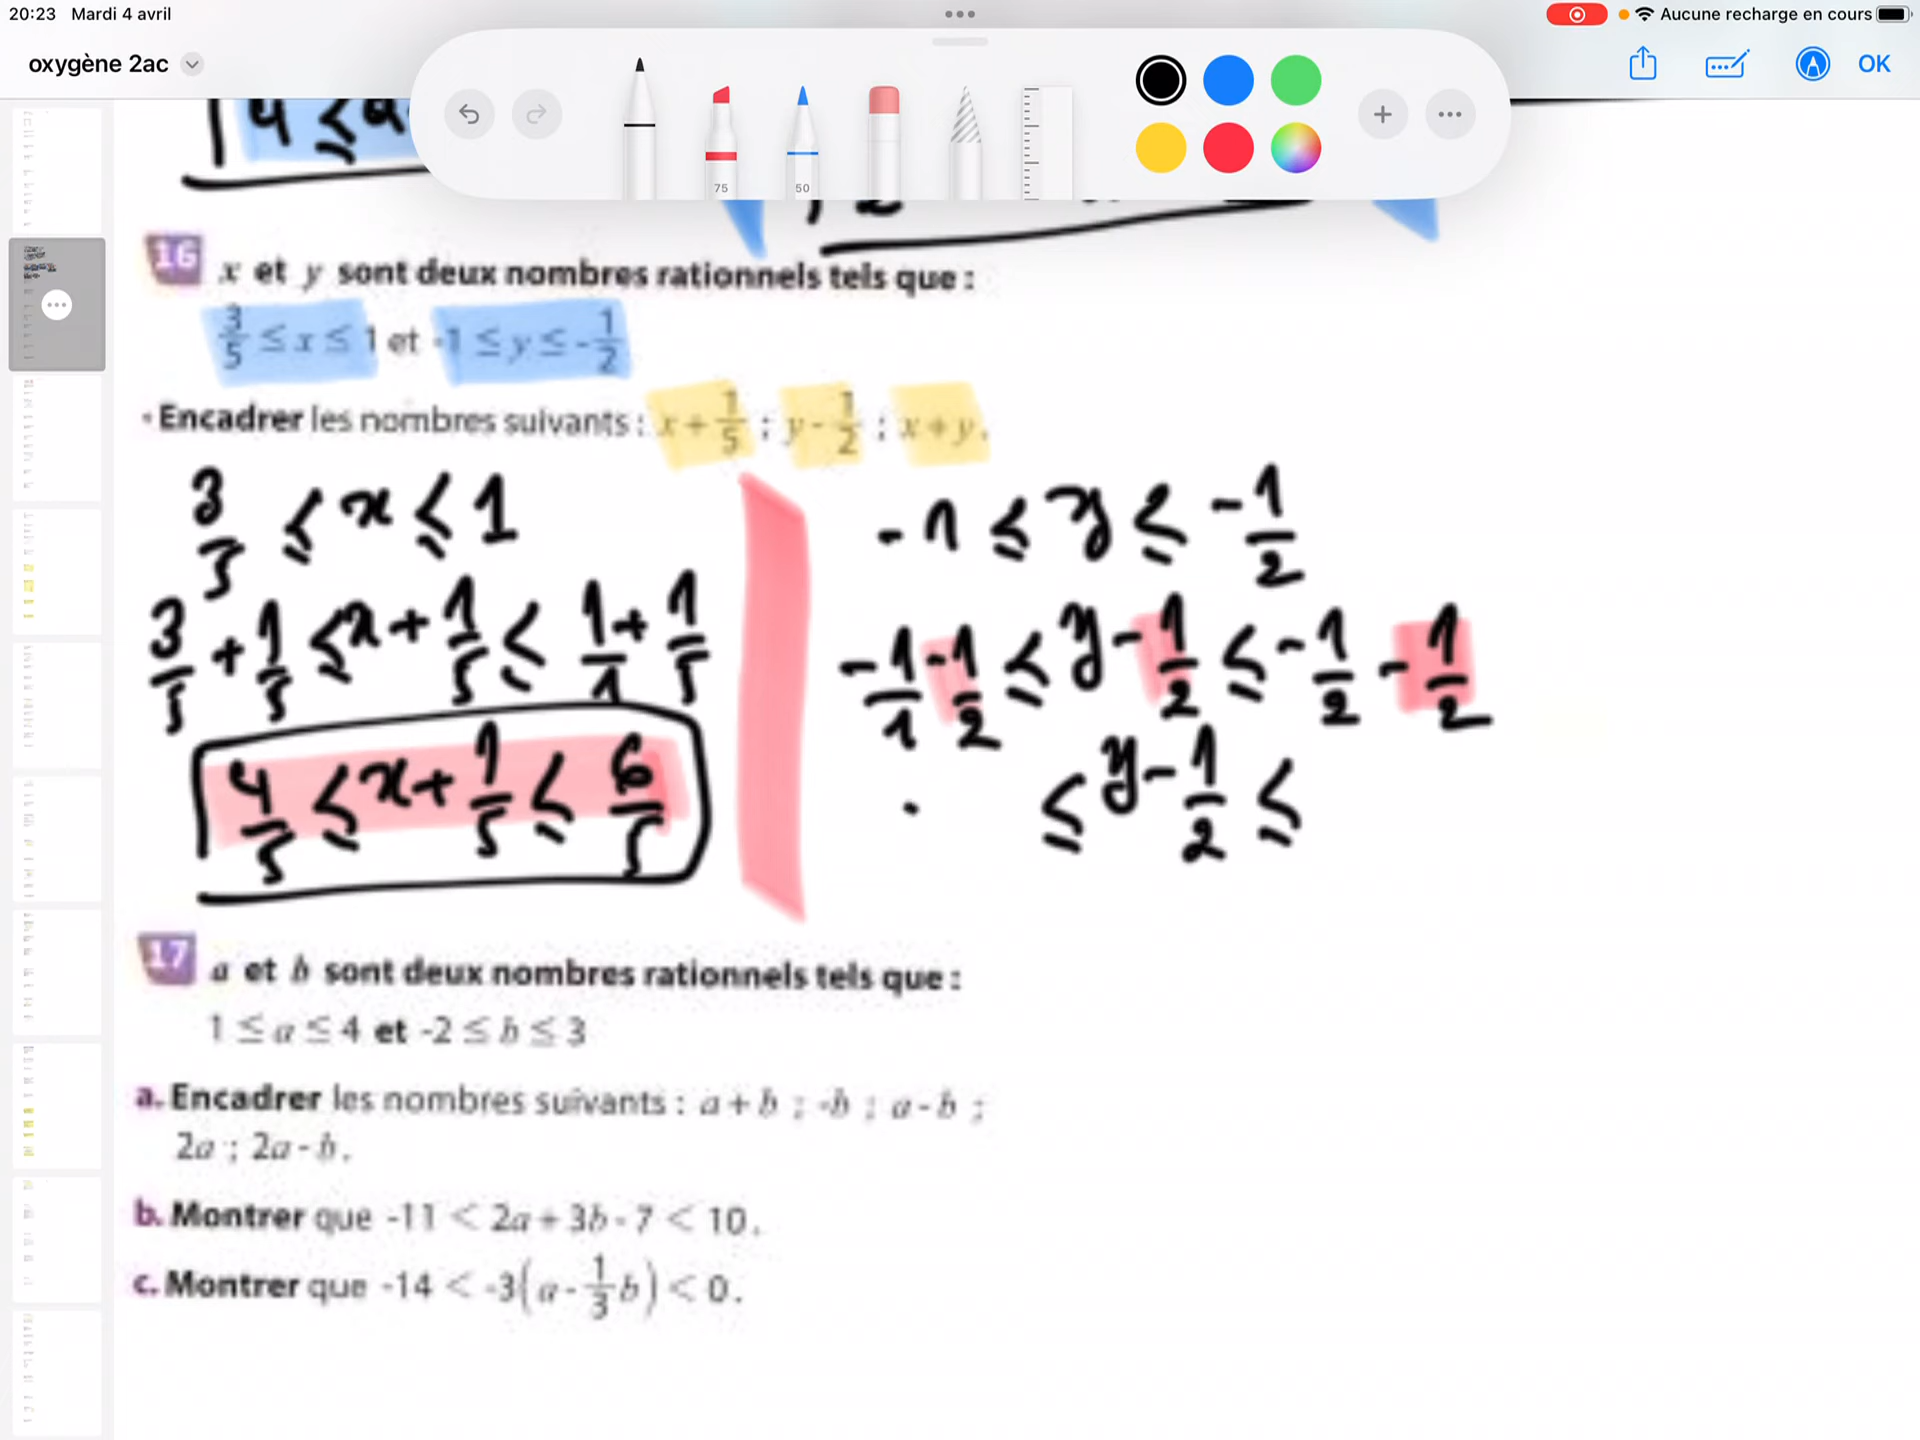 20:23 Mardi 4 avril
Aucune recharge en cours
oxygène 2ac
OK
75
50
16 x et y sont deux nombres rationnels tels que :
3/5 ≤ x ≤ 1 et -1 ≤ y ≤ -1/2
• Encadrer les nombres suivants : x + 1/5 ; y - 1/2 ; x + y.
3/5 ≤ x ≤ 1
3/5 + 1/5 ≤ x + 1/5 ≤ 1/1 + 1/5
4/5 ≤ x + 1/5 ≤ 6/5
-1 ≤ y ≤ -1/2
-1/1 - 1/2 ≤ y - 1/2 ≤ -1/2 - 1/2
≤ y - 1/2 ≤
17 a et b sont deux nombres rationnels tels que :
1 ≤ a ≤ 4 et -2 ≤ b ≤ 3
a. Encadrer les nombres suivants : a + b ; -b ; a - b ;
2a ; 2a - b.
b. Montrer que -11 < 2a + 3b - 7 < 10.
c. Montrer que -14 < -3(a - 1/3 b) < 0.